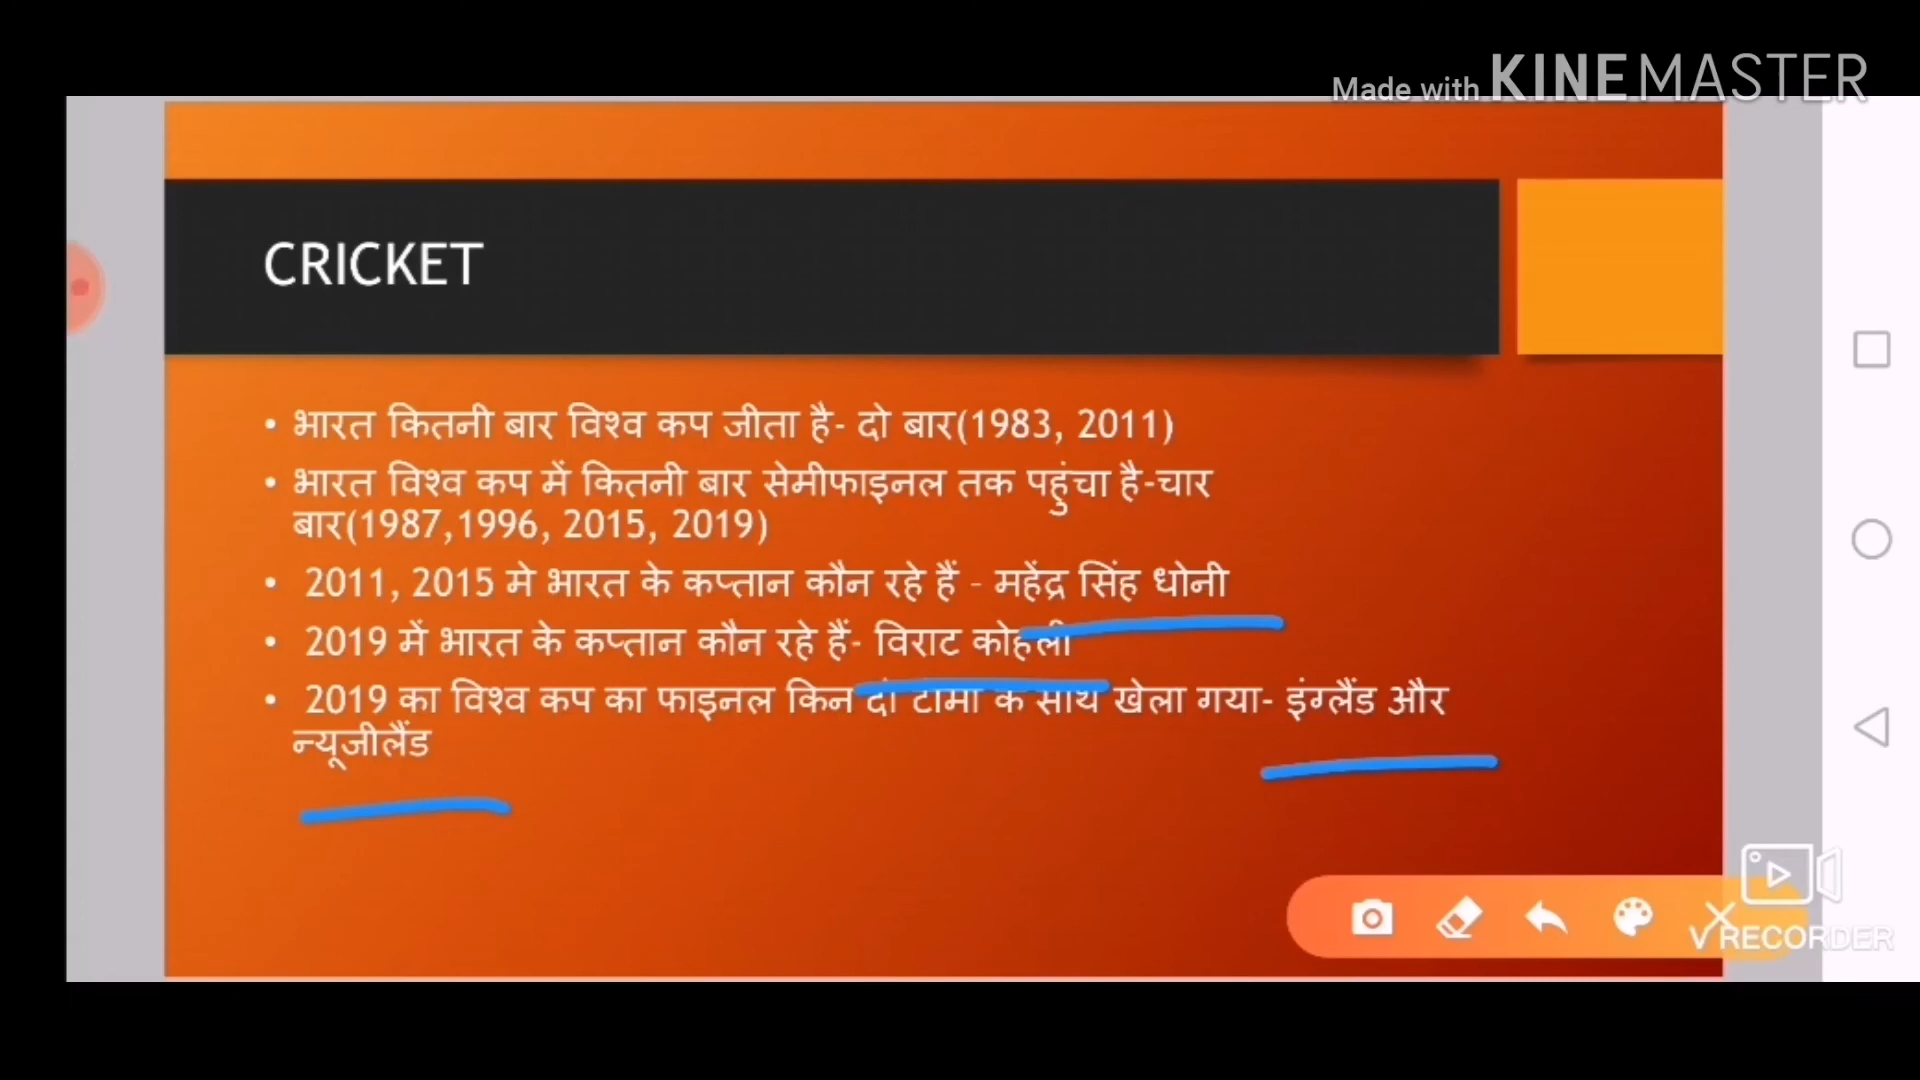 Made with KINEMASTER
CRICKET
• भारत कितनी बार विश्व कप जीता है- दो बार(1983, 2011)
• भारत विश्व कप में कितनी बार सेमीफाइनल तक पहुंचा है-चार
बार(1987,1996, 2015, 2019)
• 2011, 2015 मे भारत के कप्तान कौन रहे हैं - महेंद्र सिंह धोनी
• 2019 में भारत के कप्तान कौन रहे हैं- विराट कोहली
• 2019 का विश्व कप का फाइनल किन दो टीमों के साथ खेला गया- इंग्लैंड और
न्यूजीलैंड
V RECORDER